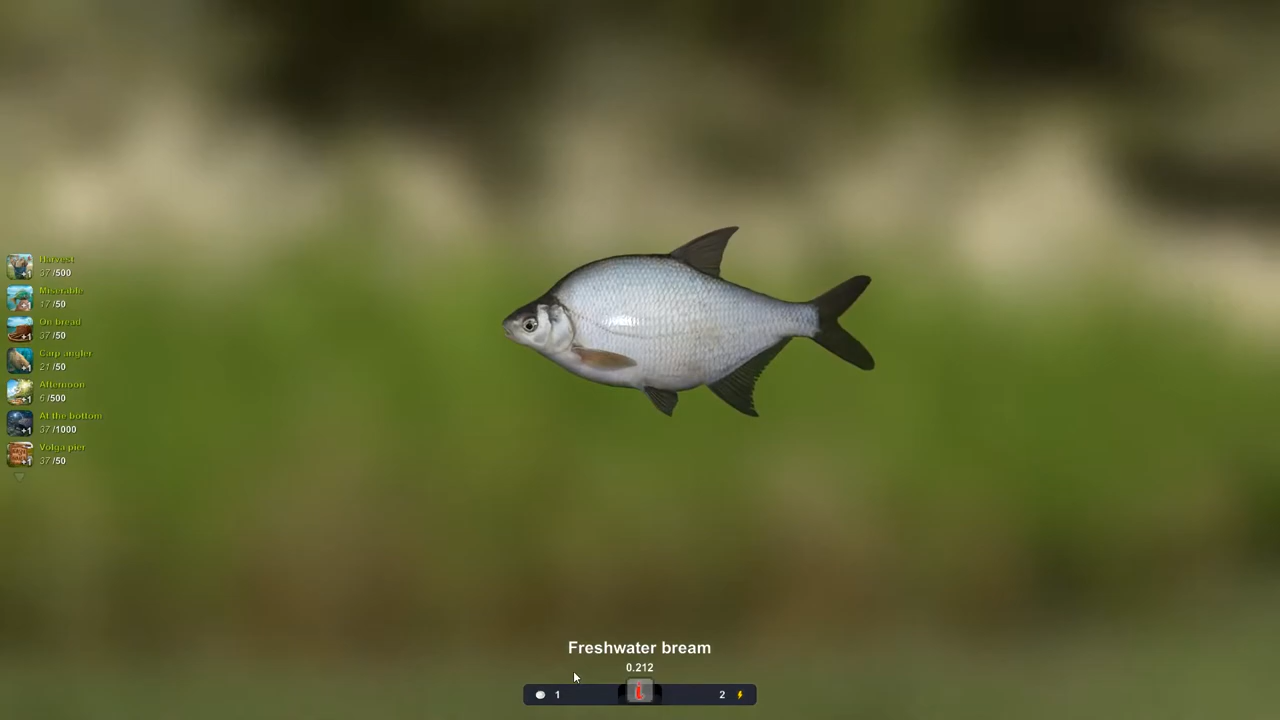 Harvest
37 /500
Miserable
17 /50
On bread
37 /50
Carp angler
21 /50
Afternoon
6 /500
At the bottom
37 /1000
Volga pier
37 /50
Freshwater bream
0.212
1
2